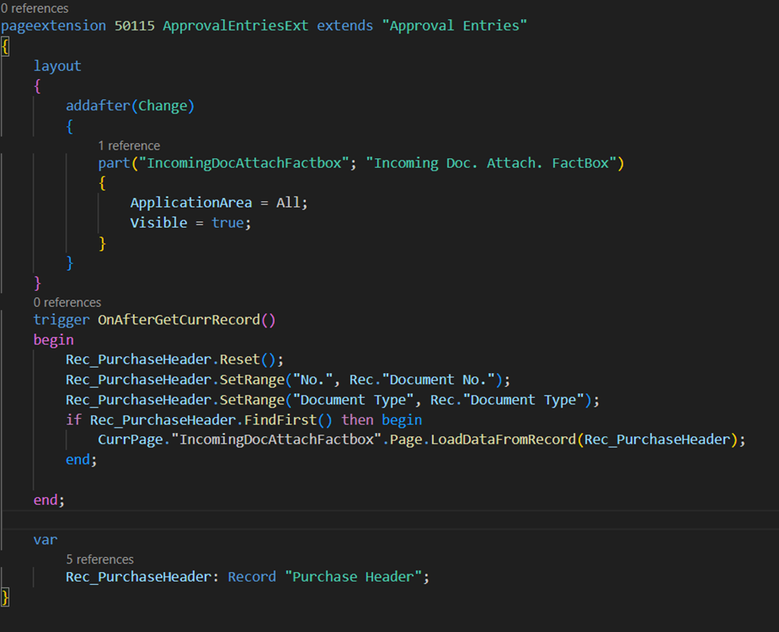 0 references
pageextension 50115 ApprovalEntriesExt extends "Approval Entries"
{
layout
{
addafter(Change)
{
1 reference
part("IncomingDocAttachFactbox"; "Incoming Doc. Attach. FactBox")
{
ApplicationArea = All;
Visible = true;
}
}
}
0 references
trigger OnAfterGetCurrRecord()
begin
Rec_PurchaseHeader.Reset();
Rec_PurchaseHeader.SetRange("No.", Rec."Document No.");
Rec_PurchaseHeader.SetRange("Document Type", Rec."Document Type");
if Rec_PurchaseHeader.FindFirst() then begin
CurrPage."IncomingDocAttachFactbox".Page.LoadDataFromRecord(Rec_PurchaseHeader);
end;
end;
var
5 references
Rec_PurchaseHeader: Record "Purchase Header";
}